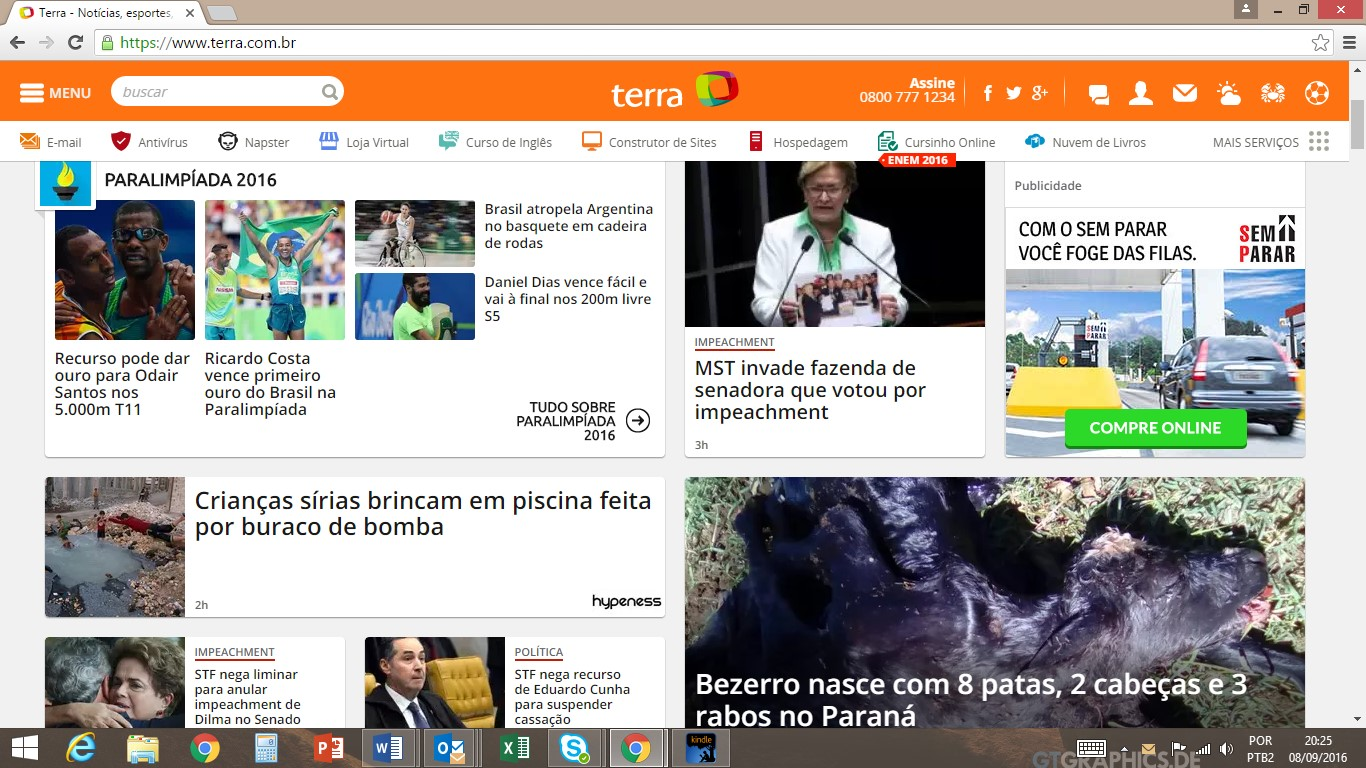 Terra - Notícias, esportes,
https://www.terra.com.br
MENU
buscar
terra
Assine
0800 777 1234
E-mail
Antivírus
Napster
Loja Virtual
Curso de Inglês
Construtor de Sites
Hospedagem
Cursinho Online
ENEM 2016
Nuvem de Livros
MAIS SERVIÇOS
PARALIMPÍADA 2016
Recurso pode dar
ouro para Odair
Santos nos
5.000m T11
Ricardo Costa
vence primeiro
ouro do Brasil na
Paralimpíada
Brasil atropela Argentina
no basquete em cadeira
de rodas
Daniel Dias vence fácil e
vai à final nos 200m livre
S5
TUDO SOBRE
PARALIMPÍADA
2016
IMPEACHMENT
MST invade fazenda de
senadora que votou por
impeachment
3h
Publicidade
COM O SEM PARAR
VOCÊ FOGE DAS FILAS.
SEM
PARAR
SEM
PARAR
COMPRE ONLINE
Crianças sírias brincam em piscina feita
por buraco de bomba
2h
hypeness
IMPEACHMENT
STF nega liminar
para anular
impeachment de
Dilma no Senado
POLÍTICA
STF nega recurso
de Eduardo Cunha
para suspender
cassação
Bezerro nasce com 8 patas, 2 cabeças e 3
rabos no Paraná
kindle
POR
PTB2
20:25
08/09/2016
GTGRAPHICS.DE